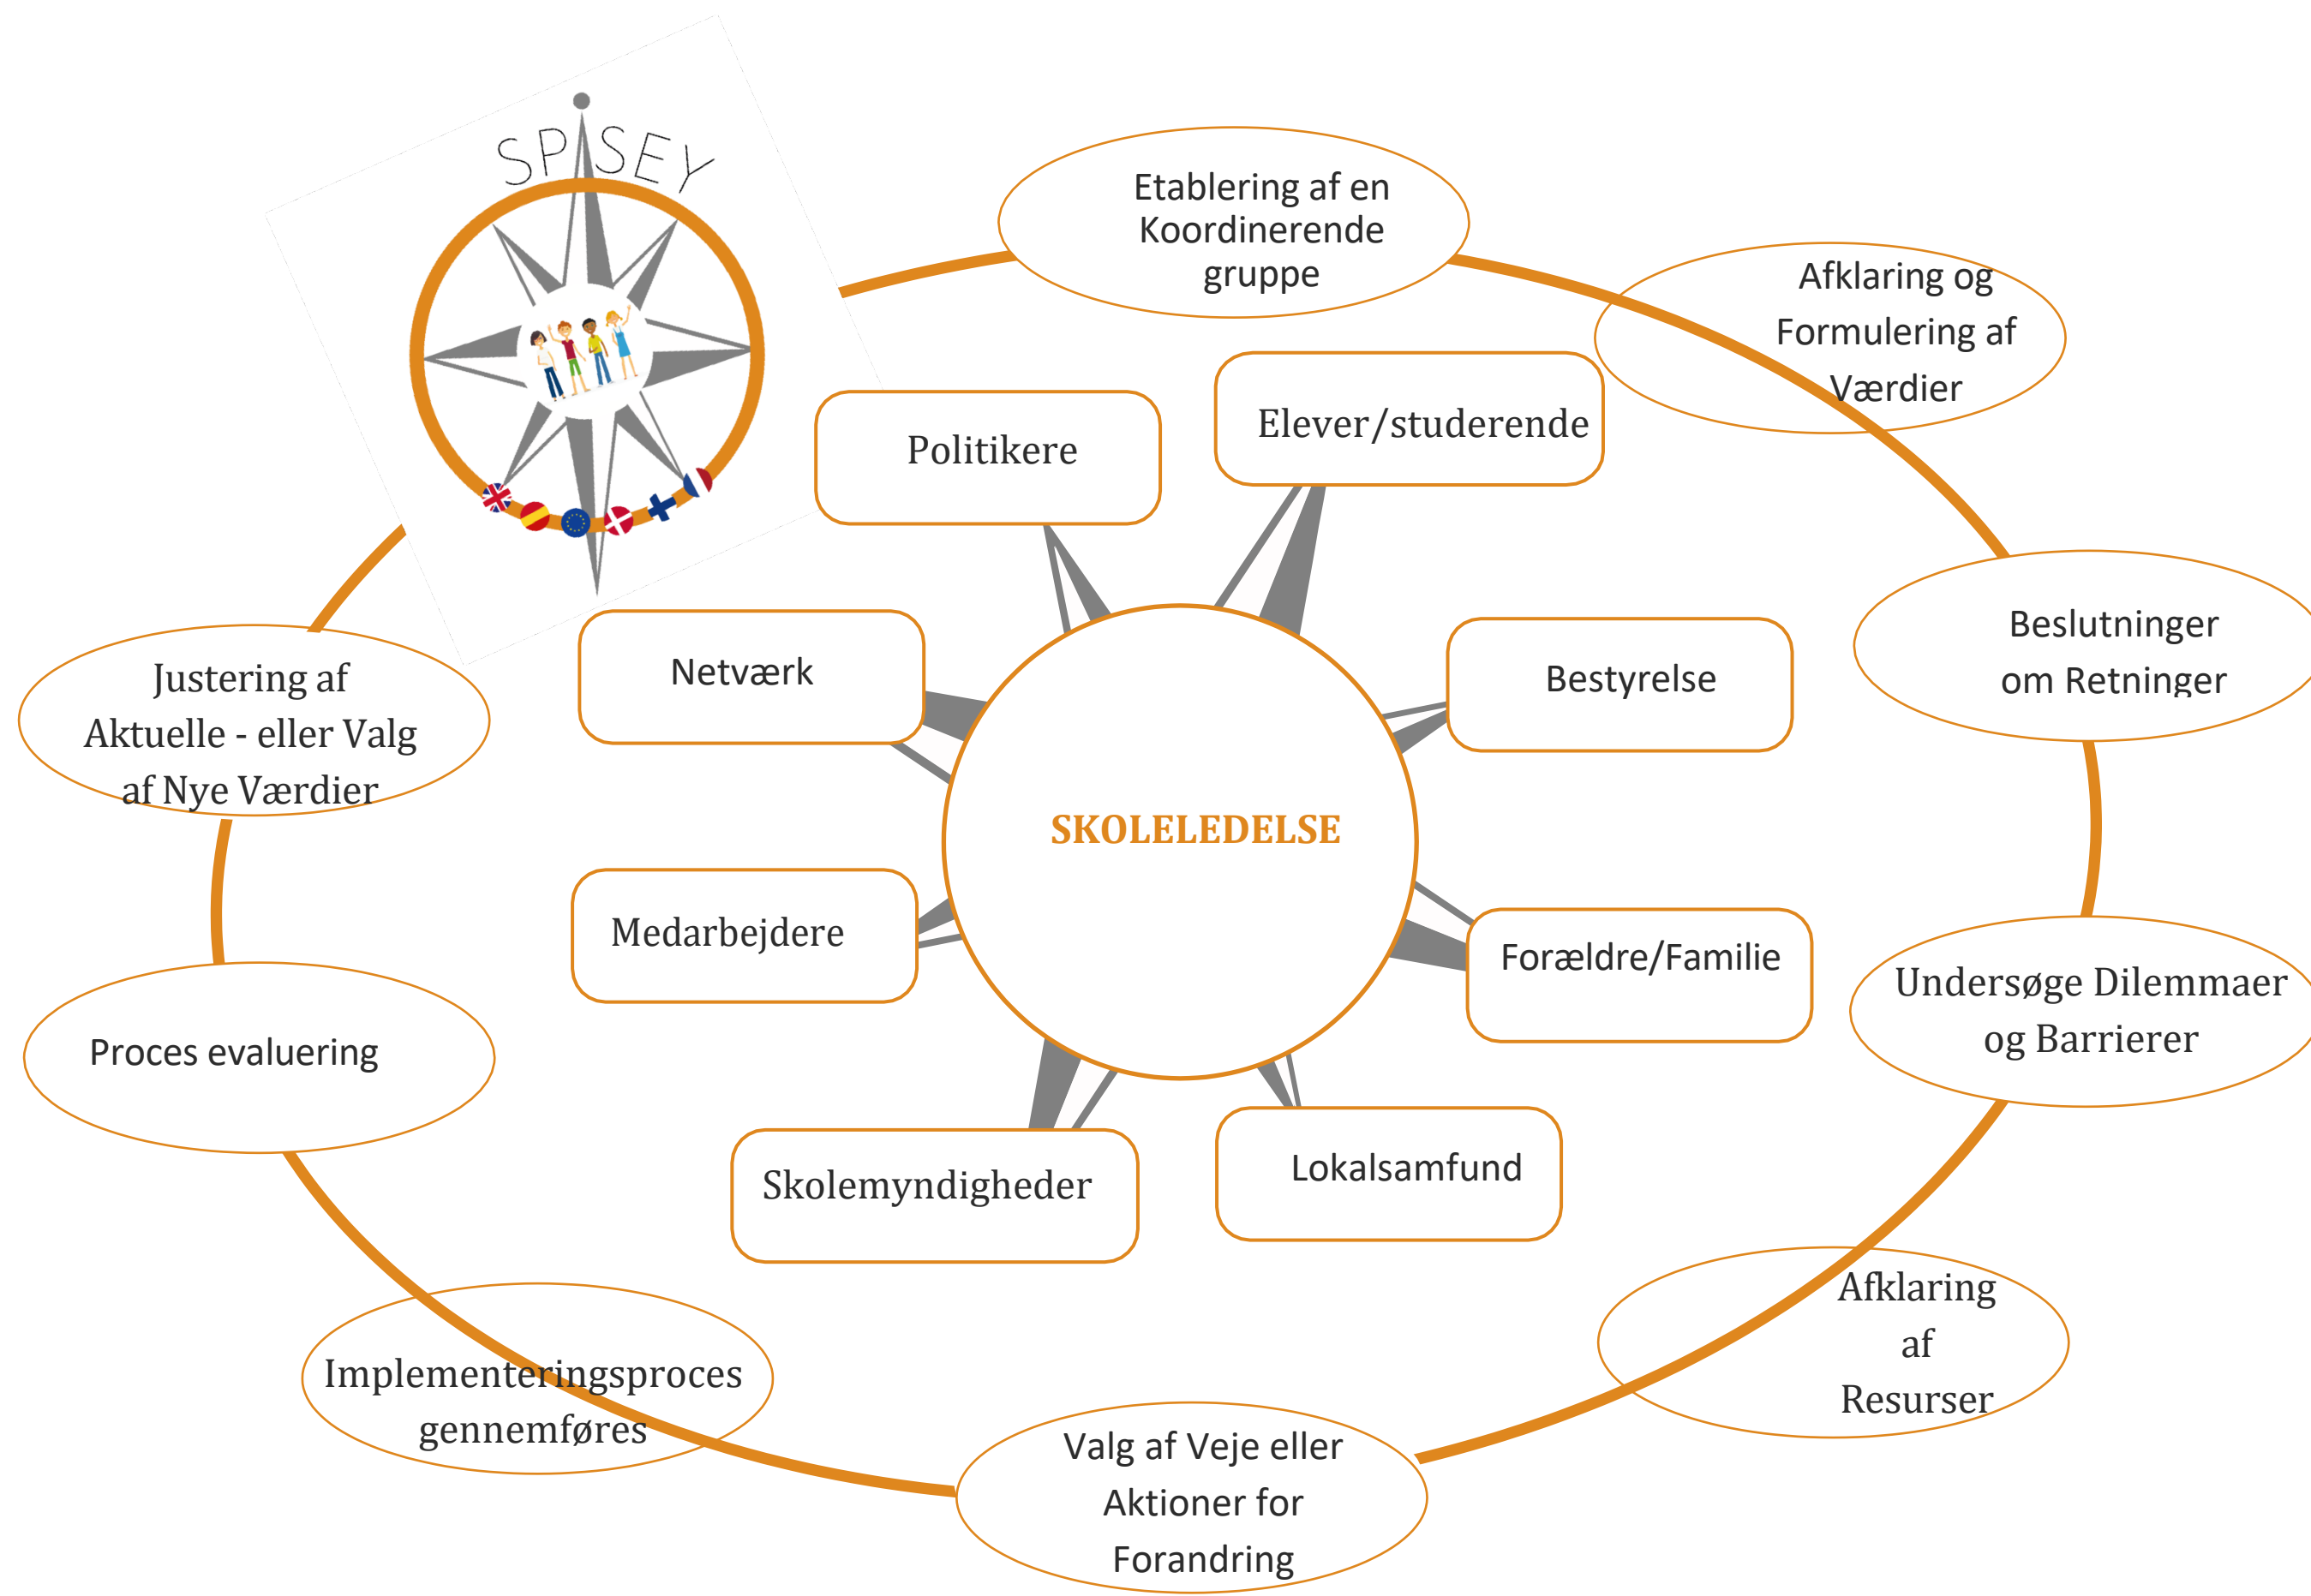 SPISEY
Etablering af en
Koordinerende
gruppe
Afklaring og
Formulering af
Værdier
Politikere
Elever/studerende
Beslutninger
om Retninger
Netværk
Bestyrelse
Justering af
Aktuelle - eller Valg
af Nye Værdier
SKOLELEDELSE
Medarbejdere
Forældre/Familie
Undersøge Dilemmaer
og Barrierer
Proces evaluering
Skolemyndigheder
Lokalsamfund
Afklaring
af
Resurser
Implementeringsproces
gennemføres
Valg af Veje eller
Aktioner for
Forandring